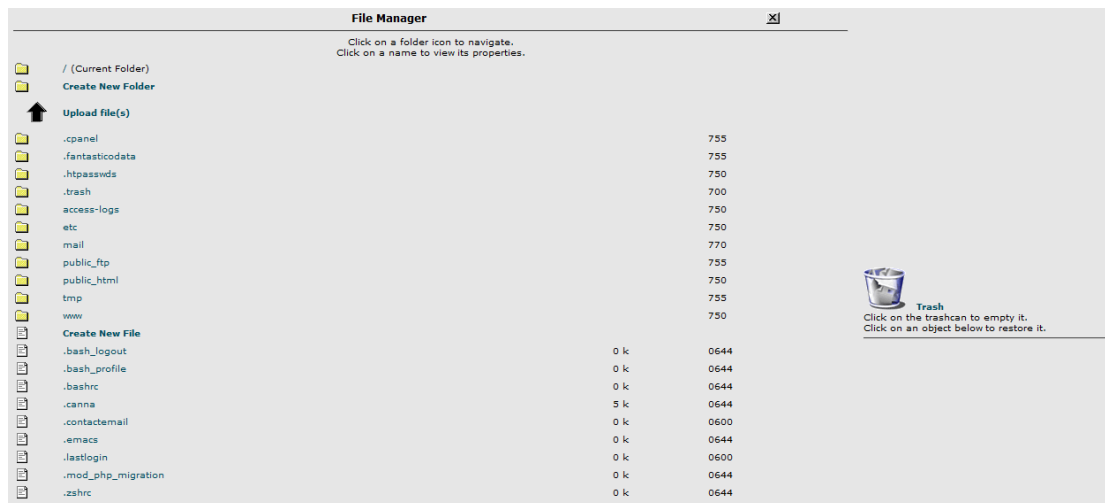 File Manager X
Click on a folder icon to navigate.
Click on a name to view its properties.
/ (Current Folder)
Create New Folder
Upload file(s)
.cpanel 755
.fantasticodata 755
.htpasswds 750
.trash 700
access-logs 750
etc 750
mail 770
public_ftp 755
public_html 750
tmp 755
www 750
Create New File
.bash_logout 0 k 0644
.bash_profile 0 k 0644
.bashrc 0 k 0644
.canna 5 k 0644
.contactemail 0 k 0600
.emacs 0 k 0644
.lastlogin 0 k 0600
.mod_php_migration 0 k 0644
.zshrc 0 k 0644
Trash
Click on the trashcan to empty it.
Click on an object below to restore it.